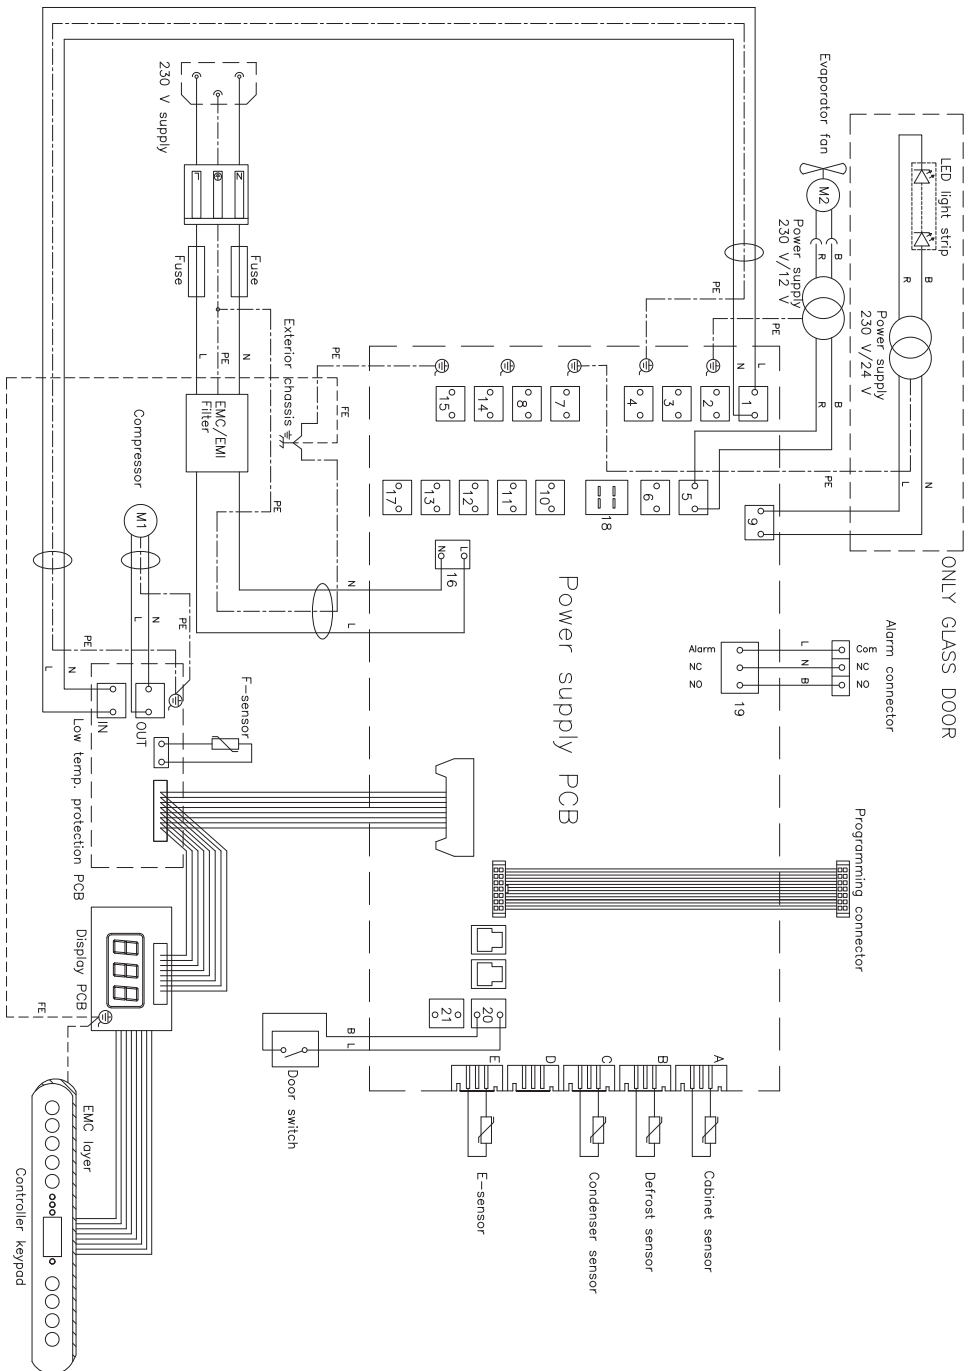 ONLY GLASS DOOR
LED light strip
R
B
Power supply
230 V/24 V
L
N
Evaporator fan
M2
R
B
Power supply
230 V/12 V
PE
R
B
PE
9
Alarm connector
Com
NC
NO
L
N
B
Alarm
NC
NO
19
Programming connector
230 V supply
L
N
Fuse
Fuse
L
PE
N
EMC/EMI
Filter
Exterior chassis
PE
FE
PE
PE
N
L
1
2
3
4
7
8
14
15
5
6
18
10
11
12
13
17
L
N
16
N
L
Power supply PCB
Compressor
M1
L
N
PE
PE
L
N
IN
OUT
Low temp. protection PCB
F-sensor
Display PCB
FE
EMC layer
Controller keypad
20
21
B
L
Door switch
A
B
C
D
E
Cabinet sensor
Defrost sensor
Condenser sensor
E-sensor